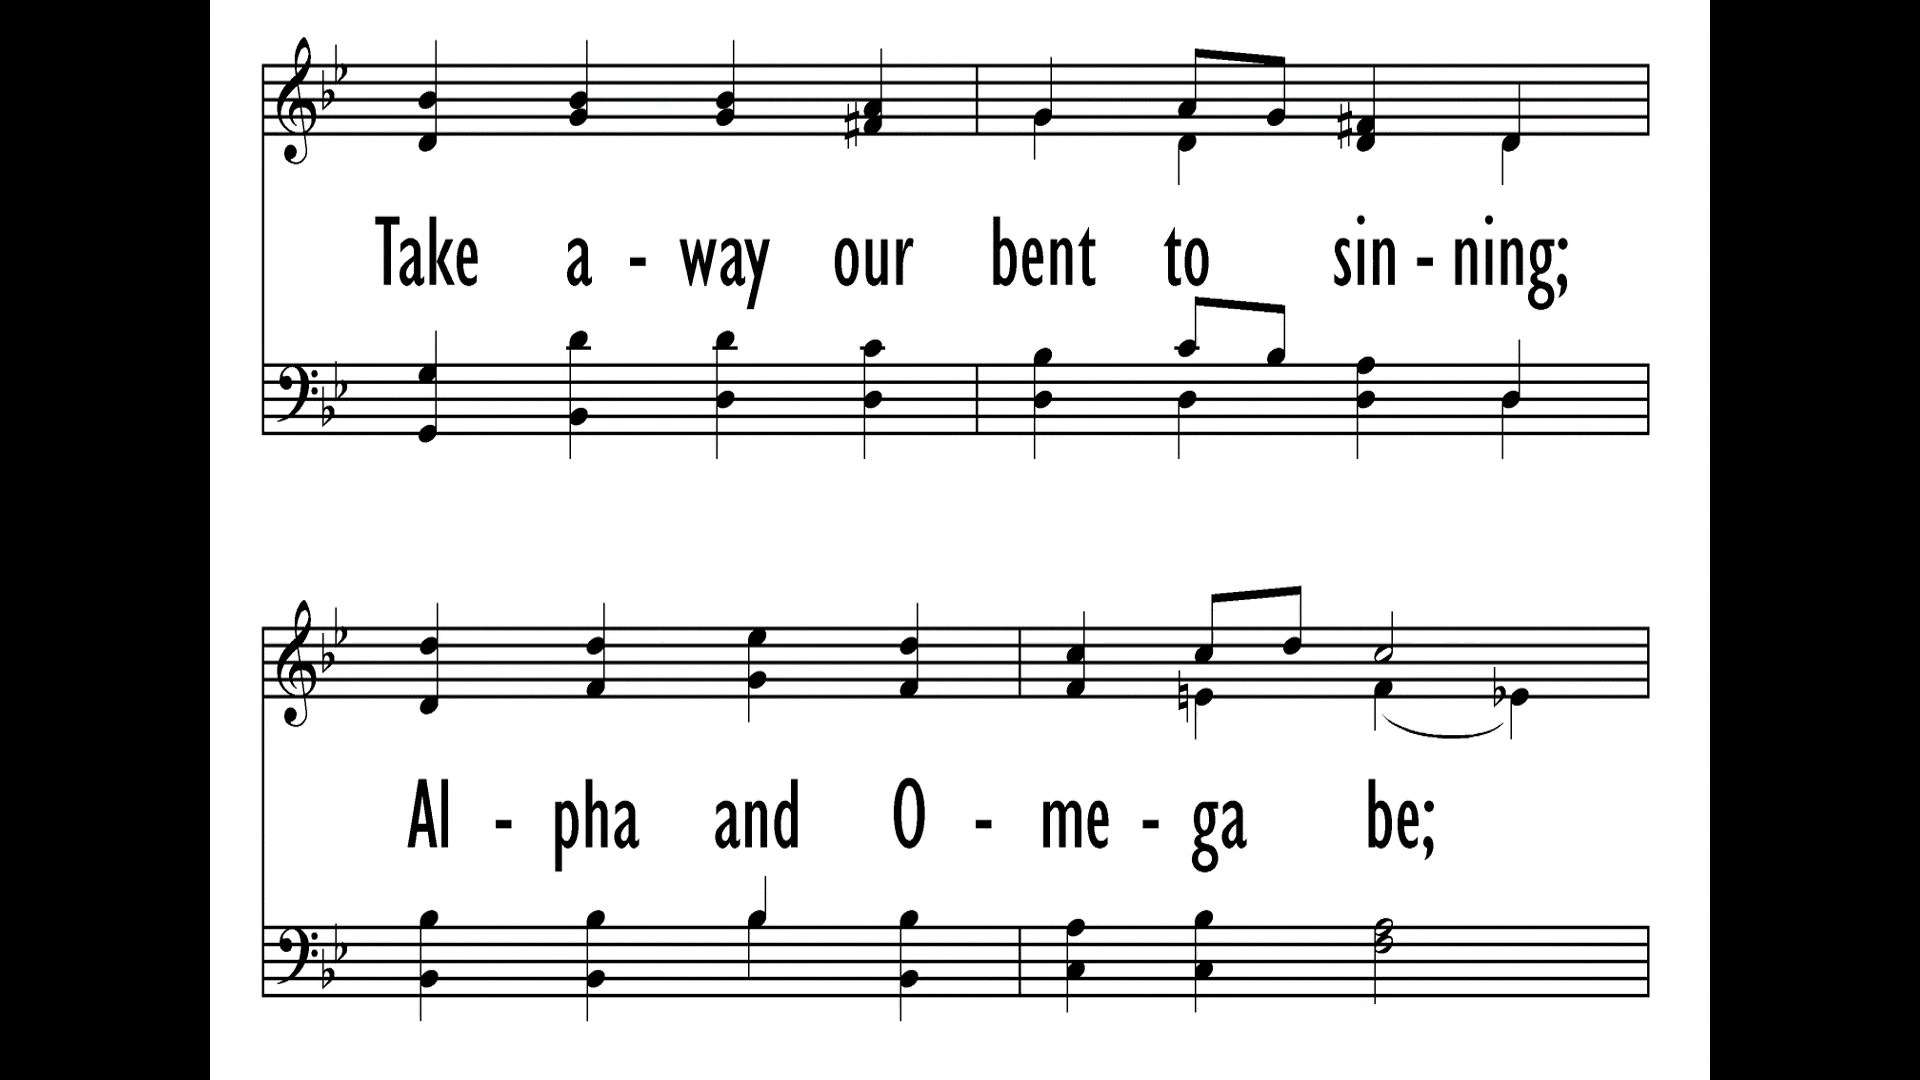 Take a - way our bent to sin - ning;
Al - pha and O - me - ga be;